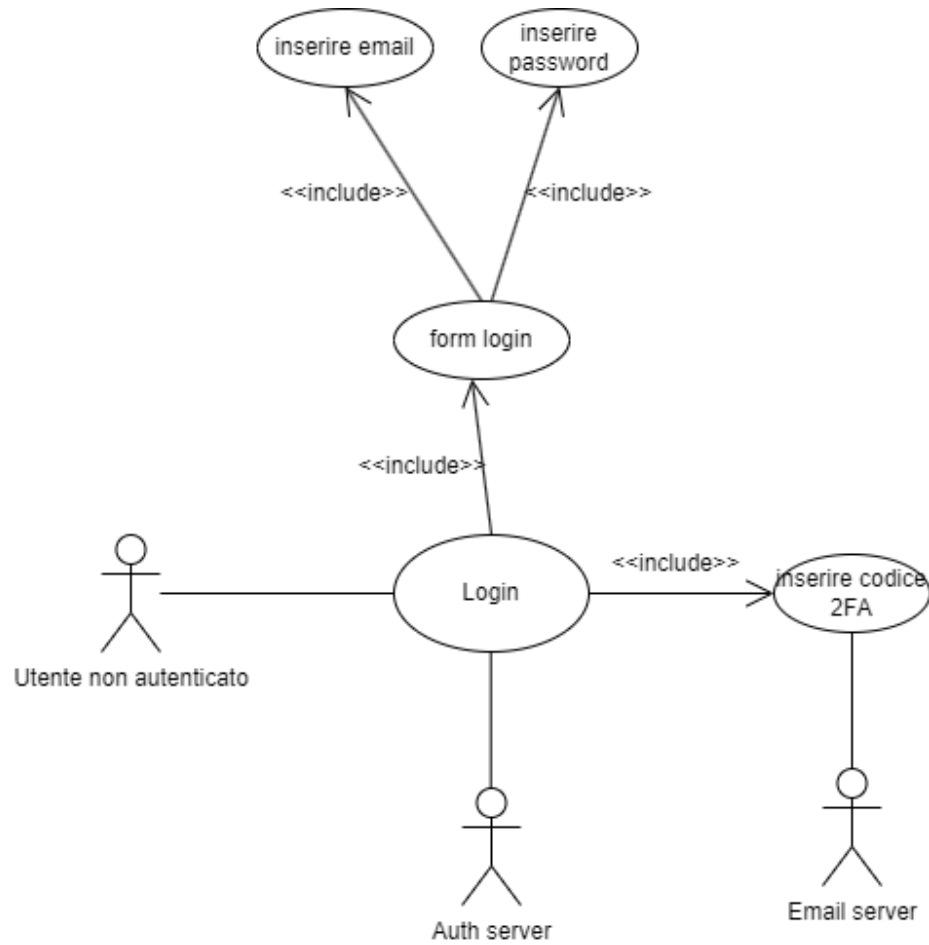 inserire email
inserire
password
<<include>>
<<include>>
form login
<<include>>
Login
<<include>>
inserire codice
2FA
Utente non autenticato
Auth server
Email server